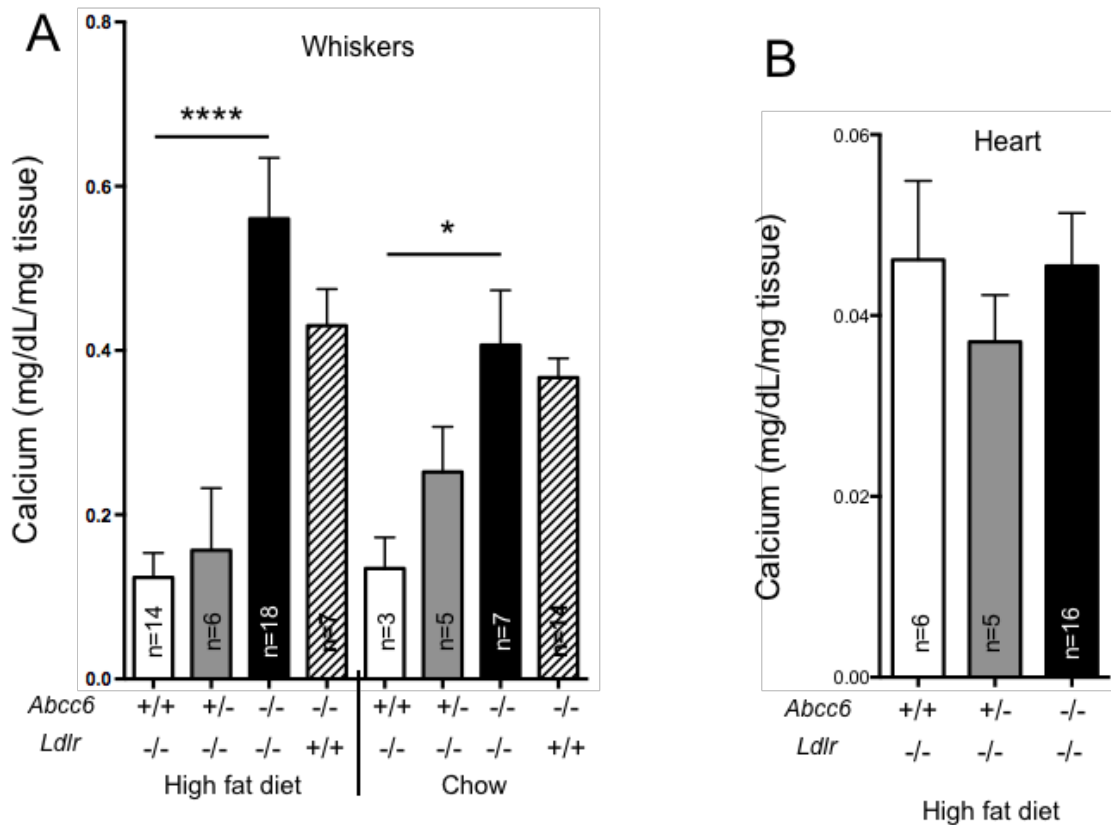 A
Whiskers
Calcium (mg/dL/mg tissue)
0.8
0.6
0.4
0.2
0.0
****
*
n=14
n=6
n=18
n=7
n=3
n=5
n=7
n=14
Abcc6 +/+ +/- -/- -/- +/+ +/- -/- -/-
Ldlr -/- -/- -/- +/+ -/- -/- -/- +/+
High fat diet Chow
B
Heart
Calcium (mg/dL/mg tissue)
0.06
0.04
0.02
0.00
n=6
n=5
n=16
Abcc6 +/+ +/- -/-
Ldlr -/- -/- -/-
High fat diet